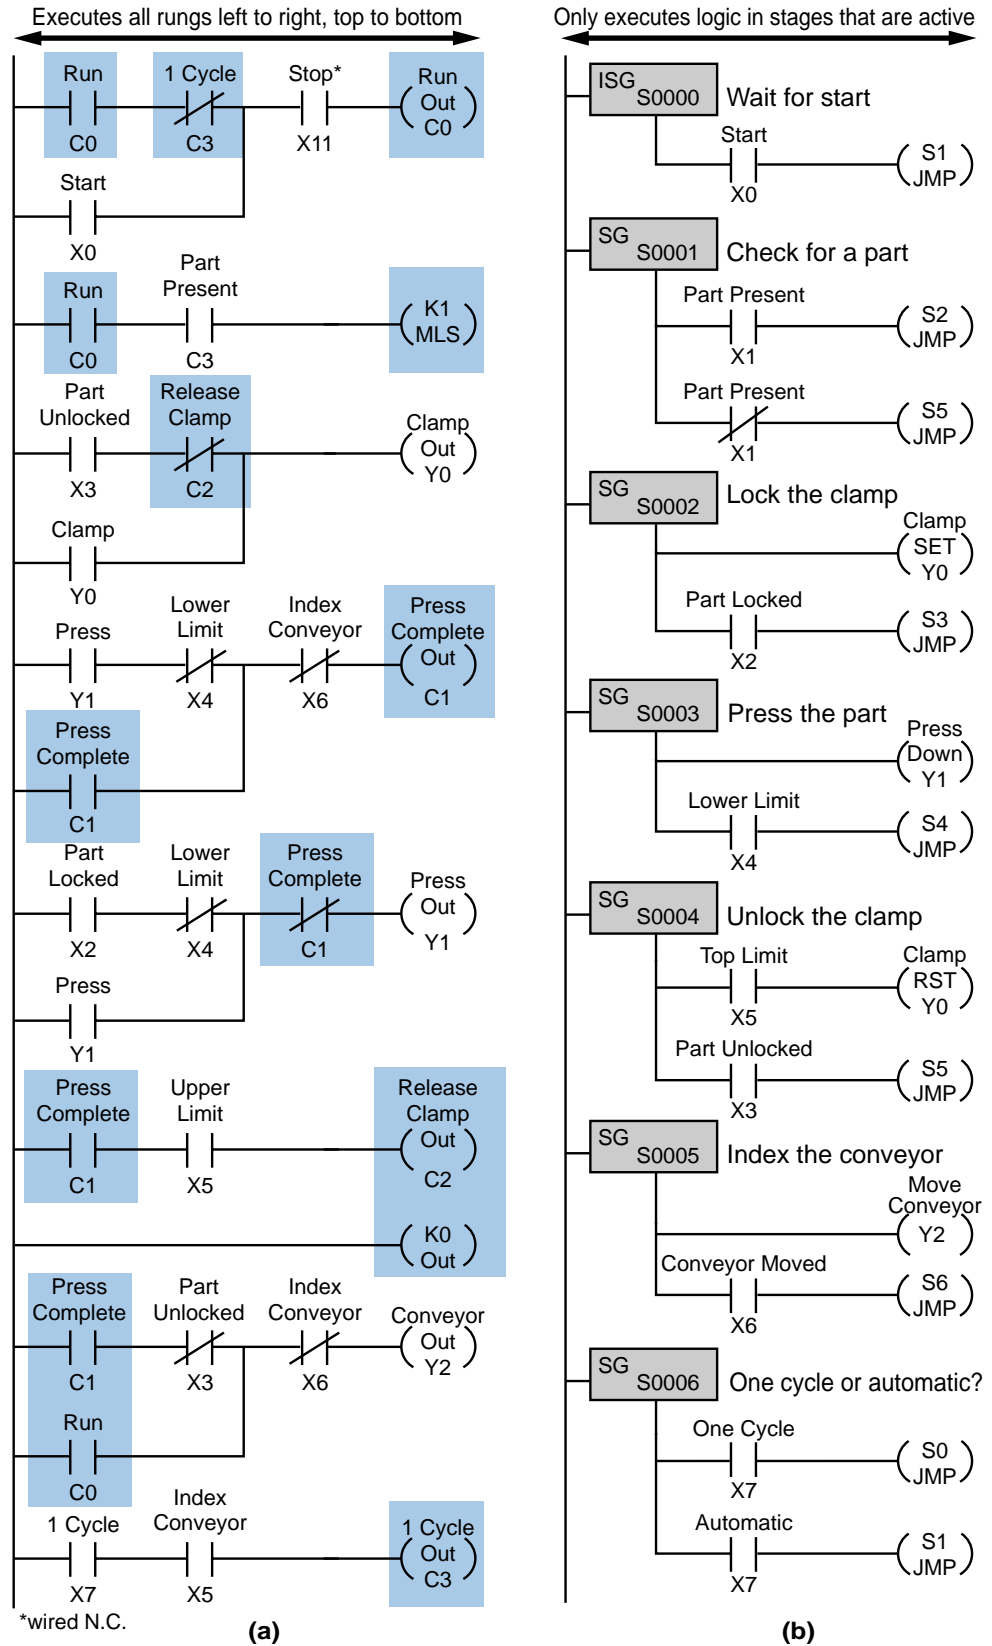 Executes all rungs left to right, top to bottom
Run
1 Cycle
Stop*
Run
Out
C0
C0
C3
X11
Start
X0
Run
Part
Present
K1
MLS
C0
C3
Part
Unlocked
Release
Clamp
Clamp
Out
Y0
X3
C2
Clamp
Y0
Press
Lower
Limit
Index
Conveyor
Press
Complete
Out
C1
Y1
X4
X6
Press
Complete
C1
Part
Locked
Lower
Limit
Press
Complete
Press
Out
Y1
X2
X4
C1
Press
Y1
Press
Complete
Upper
Limit
Release
Clamp
Out
C2
C1
X5
K0
Out
Press
Complete
Part
Unlocked
Index
Conveyor
Conveyor
Out
Y2
C1
X3
X6
Run
C0
1 Cycle
Index
Conveyor
1 Cycle
Out
C3
X7
X5
*wired N.C.
(a)
Only executes logic in stages that are active
ISG
S0000
Wait for start
Start
X0
S1
JMP
SG
S0001
Check for a part
Part Present
X1
S2
JMP
Part Present
X1
S5
JMP
SG
S0002
Lock the clamp
Clamp
SET
Y0
Part Locked
X2
S3
JMP
SG
S0003
Press the part
Press
Down
Y1
Lower Limit
X4
S4
JMP
SG
S0004
Unlock the clamp
Top Limit
X5
Clamp
RST
Y0
Part Unlocked
X3
S5
JMP
SG
S0005
Index the conveyor
Move
Conveyor
Y2
Conveyor Moved
X6
S6
JMP
SG
S0006
One cycle or automatic?
One Cycle
X7
S0
JMP
Automatic
X7
S1
JMP
(b)